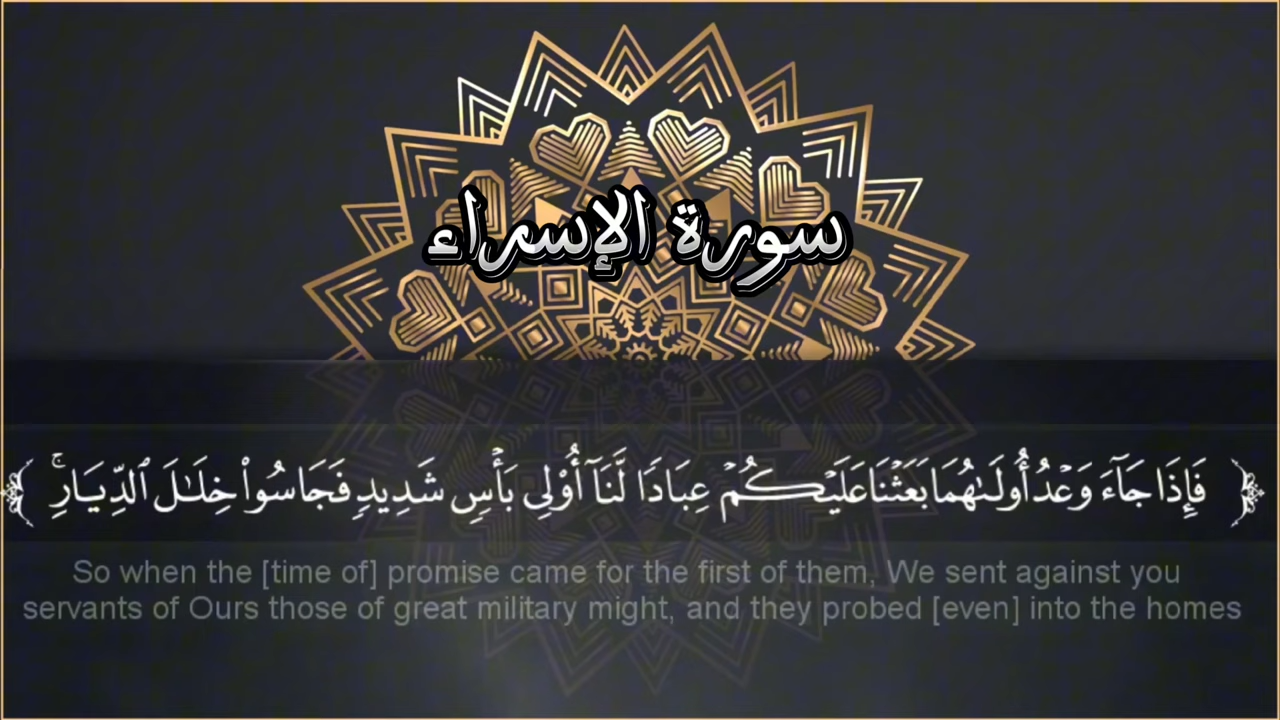 سورة الإسراء
فَإِذَا جَآءَ وَعۡدُ أُولَىٰهُمَا بَعَثۡنَا عَلَيۡكُمۡ عِبَادٗا لَّنَآ أُوْلِي بَأۡسٖ شَدِيدٖ فَجَاسُواْ خِلَٰلَ ٱلدِّيَارِۚ
So when the [time of] promise came for the first of them, We sent against you
servants of Ours those of great military might, and they probed [even] into the homes